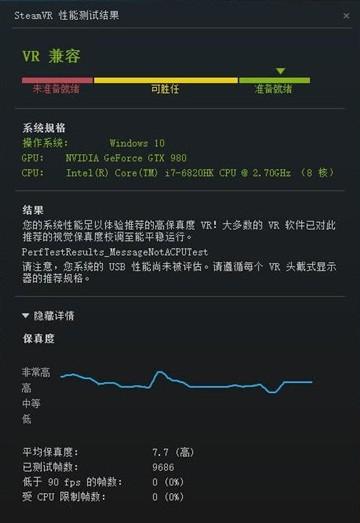 SteamVR 性能测试结果
VR 兼容
未准备就绪 可胜任 准备就绪
系统规格
操作系统: Windows 10
GPU: NVIDIA GeForce GTX 980
CPU: Intel(R) Core(TM) i7-6820HK CPU @ 2.70GHz (8 核)
结果
您的系统性能足以体验推荐的高保真度 VR! 大多数的 VR 软件已对此
推荐的视觉保真度校调至能平稳运行。
PerfTestResults_MessageNotACPUTest
请注意, 您系统的 USB 性能尚未被评估。请遵循每个 VR 头戴式显示
器的推荐规格。
隐藏详情
保真度
非常高
高
中等
低
平均保真度: 7.7 (高)
已测试帧数: 9686
低于 90 fps 的帧数: 0 (0%)
受 CPU 限制帧数: 0 (0%)